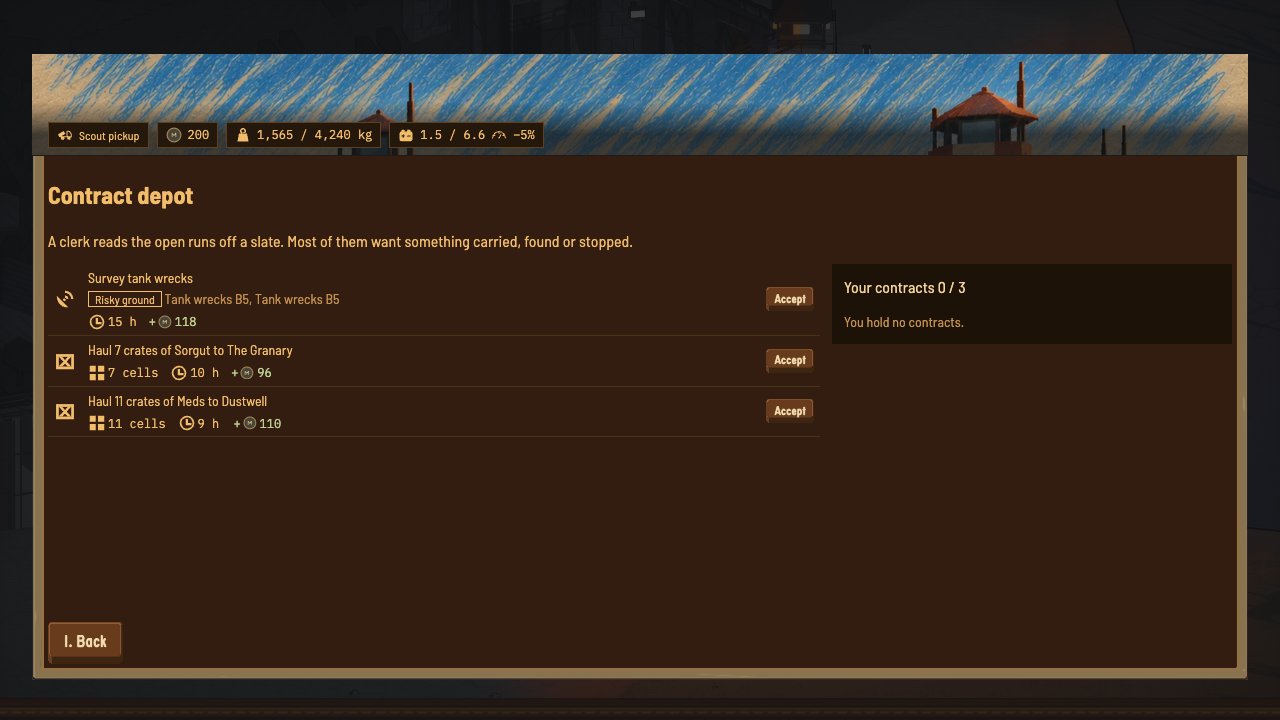 Scout pickup
M 200
1,565 / 4,240 kg
1.5 / 6.6 −5%
Contract depot
A clerk reads the open runs off a slate. Most of them want something carried, found or stopped.
Survey tank wrecks
Risky ground Tank wrecks B5, Tank wrecks B5
15 h + M 118
Accept
Haul 7 crates of Sorgut to The Granary
7 cells 10 h + M 96
Accept
Haul 11 crates of Meds to Dustwell
11 cells 9 h + M 110
Accept
Your contracts 0 / 3
You hold no contracts.
1. Back